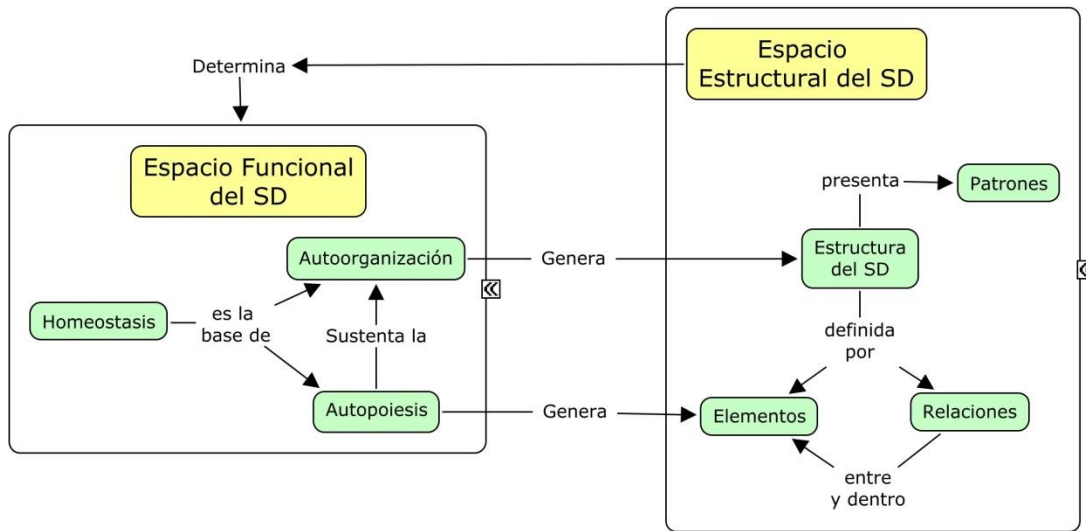 Espacio
Estructural del SD
Determina
Espacio Funcional
del SD
presenta
Patrones
Autoorganización
Genera
Estructura
del SD
Homeostasis
es la
base de
Sustenta la
definida
por
Autopoiesis
Genera
Elementos
Relaciones
entre
y dentro